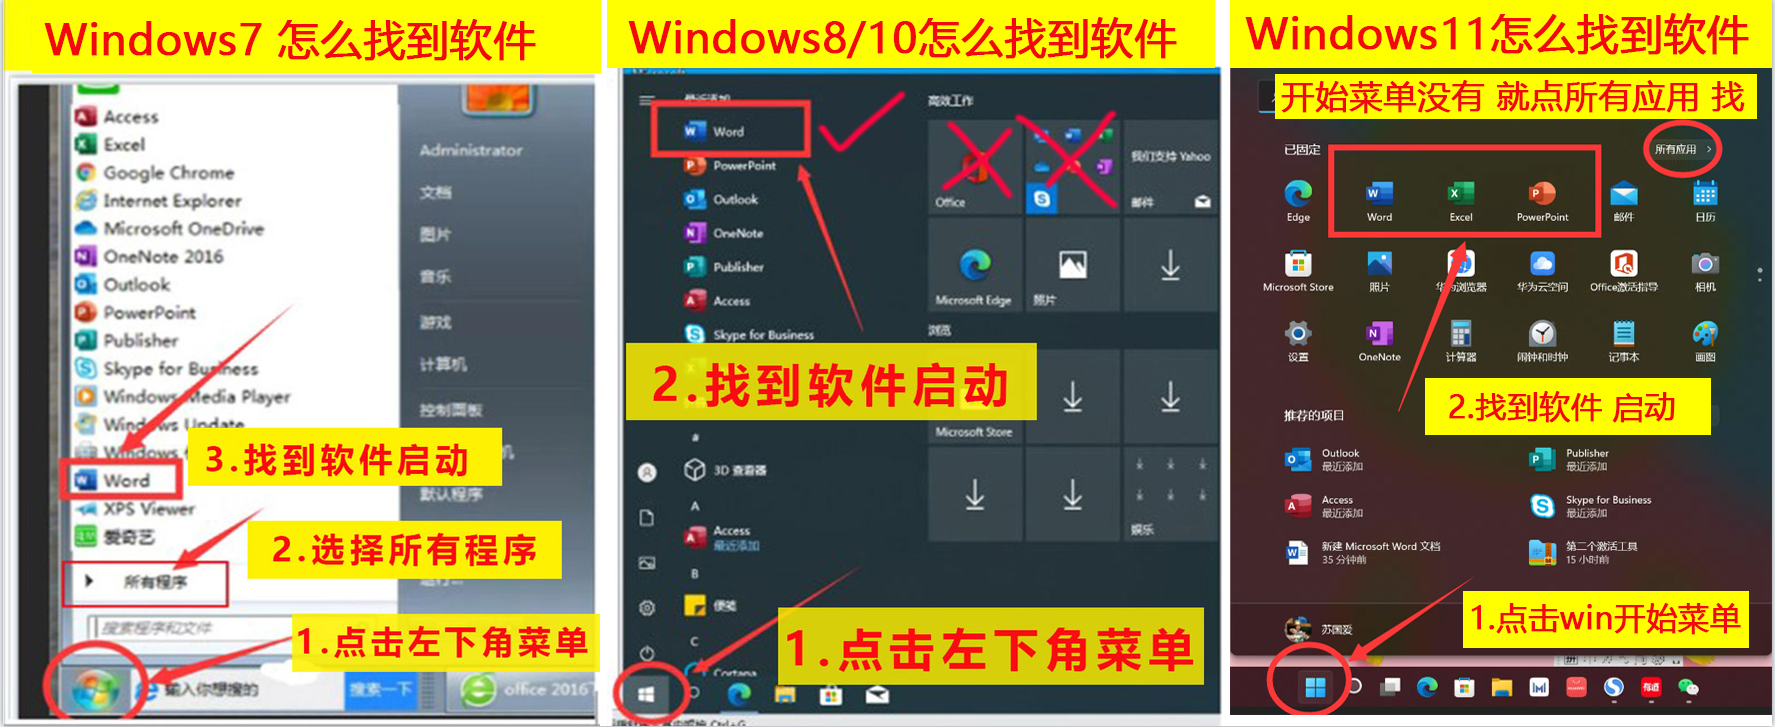 Windows7 怎么找到软件
Access
Excel
Google Chrome
Internet Explorer
Microsoft OneDrive
OneNote 2016
Outlook
PowerPoint
Publisher
Skype for Business
Windows Media Player
Windows Update
Windows
Word
XPS Viewer
爱奇艺
所有程序
搜索程序和文件
Administrator
文档
图片
音乐
游戏
计算机
控制面板
默认程序
3.找到软件启动
2.选择所有程序
1.点击左下角菜单
输入你想搜的
搜索一下
office 2016
Windows8/10怎么找到软件
最近添加
Word
PowerPoint
Outlook
OneNote
Publisher
Access
Skype for Business
高效工作
Office
我们支持 Yahoo
邮件
Microsoft Edge
照片
浏览
2.找到软件启动
Microsoft Store
#
3D 查看器
A
Access
最近添加
B
便笺
C
Cortana
娱乐
1.点击左下角菜单
Ctrl+G
Windows11怎么找到软件
开始菜单没有 就点所有应用 找
已固定
所有应用 >
Edge
Word
Excel
PowerPoint
邮件
日历
Microsoft Store
照片
华为浏览器
华为云空间
Office激活指导
相机
设置
OneNote
计算器
闹钟和时钟
记事本
画图
2.找到软件 启动
推荐的项目
Outlook
最近添加
Publisher
最近添加
Access
最近添加
Skype for Business
最近添加
新建 Microsoft Word 文档
35 分钟前
第二个激活工具
15 小时前
1.点击win开始菜单
苏国爱